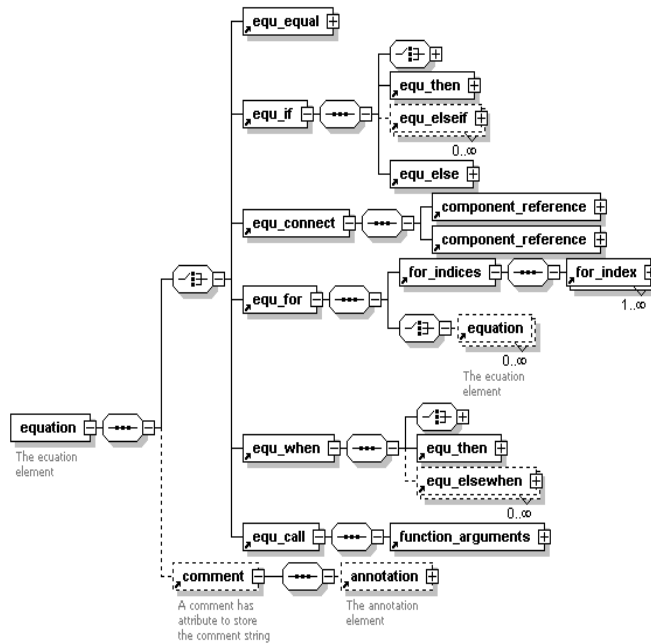 equ_equal
equ_if
equ_then
equ_elseif
0..∞
equ_else
equ_connect
component_reference
component_reference
equ_for
for_indices
for_index
1..∞
equation
0..∞
The ecuation
element
equation
The ecuation
element
equ_when
equ_then
equ_elsewhen
0..∞
equ_call
function_arguments
comment
annotation
A comment has
attribute to store
the comment string
The annotation
element